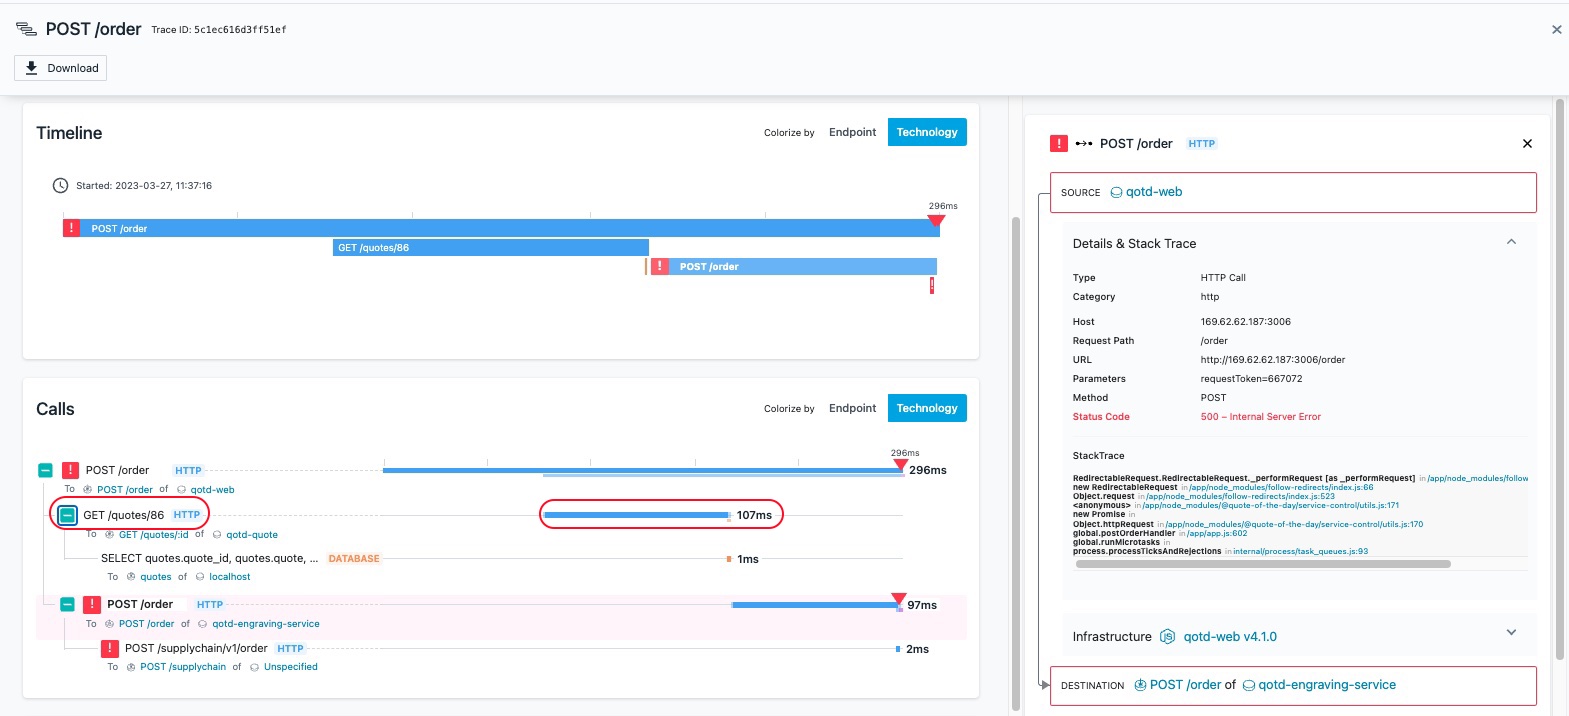 POST /order Trace ID: 5c1ec616d3ff51ef
Download
Timeline
Colorize by Endpoint Technology
Started: 2023-03-27, 11:37:16
296ms
! POST /order
GET /quotes/86
! POST /order
!
Calls
Colorize by Endpoint Technology
296ms
! POST /order HTTP 296ms
To POST /order of qotd-web
GET /quotes/86 HTTP 107ms
To GET /quotes/:id of qotd-quote
SELECT quotes.quote_id, quotes.quote, ... DATABASE 1ms
To quotes of localhost
! POST /order HTTP 97ms
To POST /order of qotd-engraving-service
! POST /supplychain/v1/order HTTP 2ms
To POST /supplychain of Unspecified
! POST /order HTTP
SOURCE qotd-web
Details & Stack Trace
Type HTTP Call
Category http
Host 169.62.62.187:3006
Request Path /order
URL http://169.62.62.187:3006/order
Parameters requestToken=667072
Method POST
Status Code 500 – Internal Server Error
StackTrace
RedirectableRequest.RedirectableRequest._performRequest [as _performRequest] in /app/node_modules/follow
new RedirectableRequest in /app/node_modules/follow-redirects/index.js:66
Object.request in /app/node_modules/follow-redirects/index.js:523
<anonymous> in /app/node_modules/@quote-of-the-day/service-control/utils.js:171
new Promise in
Object.httpRequest in /app/node_modules/@quote-of-the-day/service-control/utils.js:170
global.postOrderHandler in /app/app.js:602
global.runMicrotasks in
process.processTicksAndRejections in internal/process/task_queues.js:93
Infrastructure JS qotd-web v4.1.0
DESTINATION POST /order of qotd-engraving-service